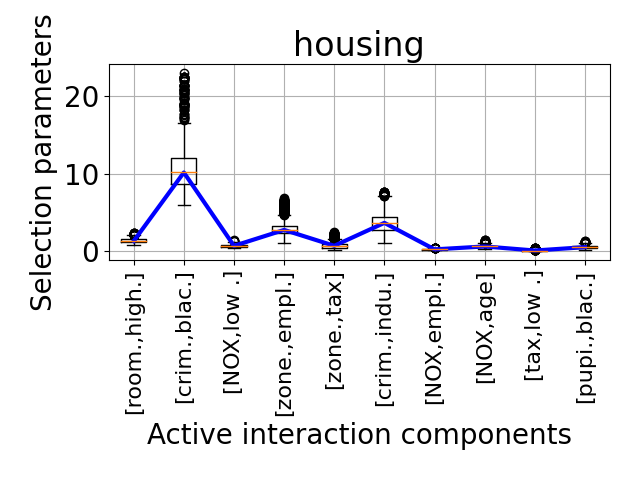 housing
Selection parameters
20
10
0
[room.,high.]
[crim.,blac.]
[NOX,low .]
[zone.,empl.]
[zone.,tax]
[crim.,indu.]
[NOX,empl.]
[NOX,age]
[tax,low .]
[pupi.,blac.]
Active interaction components